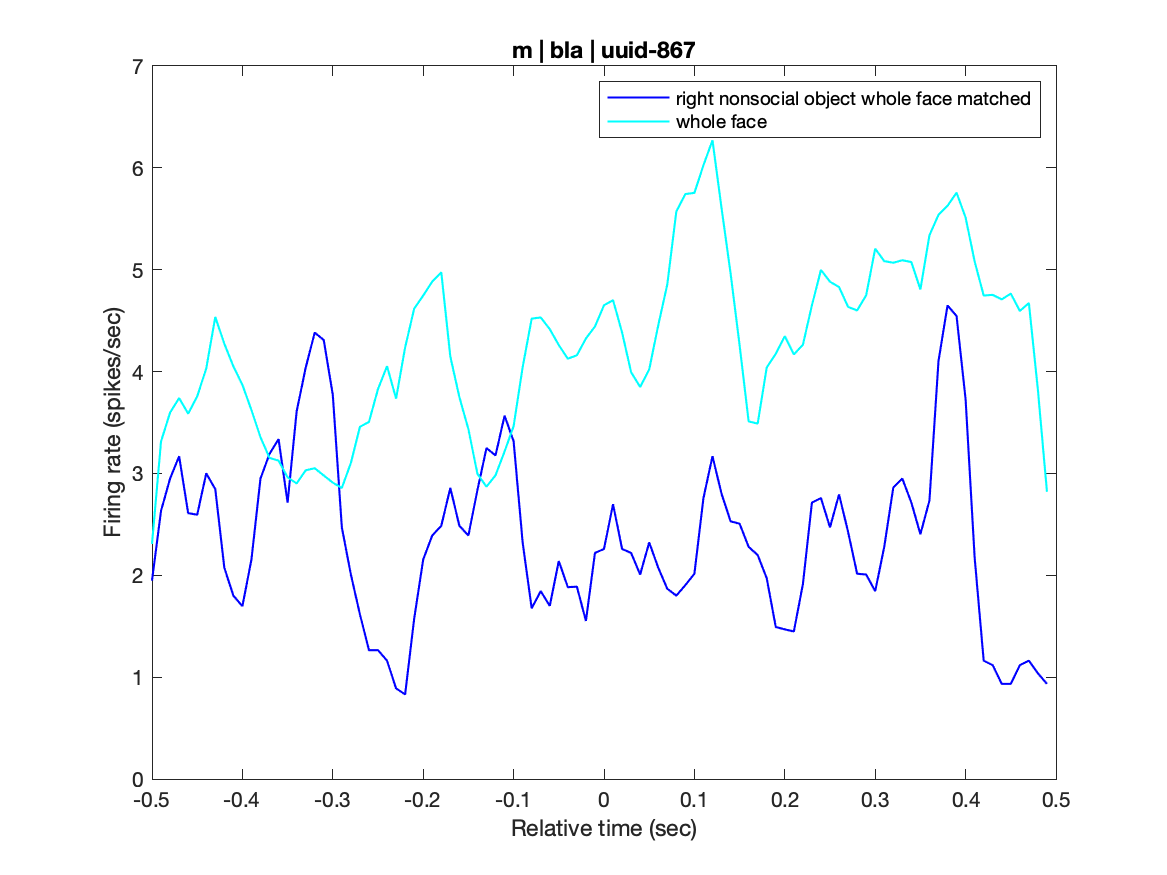 m | bla | uuid-867
right nonsocial object whole face matched
whole face
Firing rate (spikes/sec)
7
6
5
4
3
2
1
0
-0.5 -0.4 -0.3 -0.2 -0.1 0 0.1 0.2 0.3 0.4 0.5
Relative time (sec)